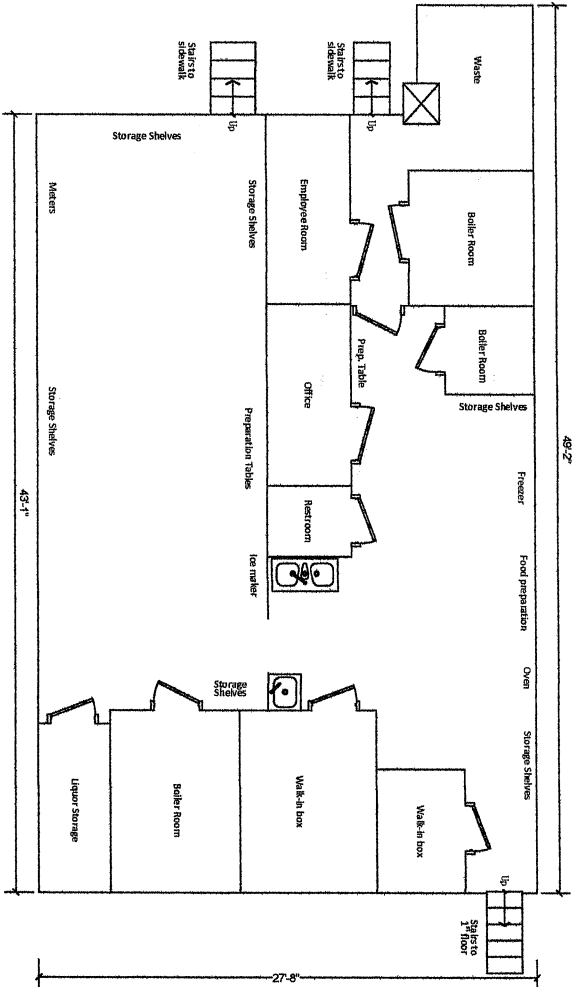 Waste
Stairs to
sidewalk
Stairs to
sidewalk
Up
Up
Storage Shelves
Meters
Storage Shelves
Employee Room
Boiler Room
Boiler Room
Prep. Table
Storage Shelves
Office
Storage Shelves
Preparation Tables
Freezer
49'-2"
43'-1"
Restroom
Ice maker
Food preparation
Oven
Storage
Shelves
Storage Shelves
Liquor Storage
Boiler Room
Walk-in box
Walk-in box
Up
Stairs to
1st floor
27'-8"